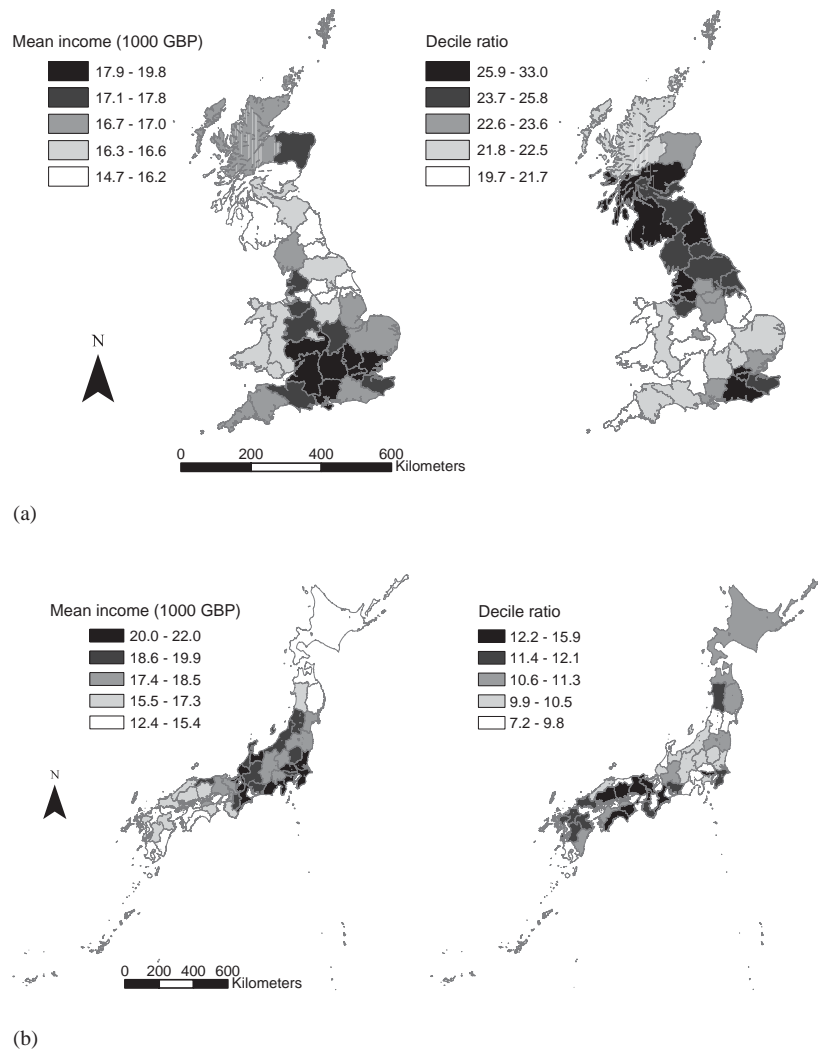 Mean income (1000 GBP)
17.9 - 19.8
17.1 - 17.8
16.7 - 17.0
16.3 - 16.6
14.7 - 16.2
Decile ratio
25.9 - 33.0
23.7 - 25.8
22.6 - 23.6
21.8 - 22.5
19.7 - 21.7
N
0 200 400 600
Kilometers
(a)
Mean income (1000 GBP)
20.0 - 22.0
18.6 - 19.9
17.4 - 18.5
15.5 - 17.3
12.4 - 15.4
Decile ratio
12.2 - 15.9
11.4 - 12.1
10.6 - 11.3
9.9 - 10.5
7.2 - 9.8
N
0 200 400 600
Kilometers
(b)